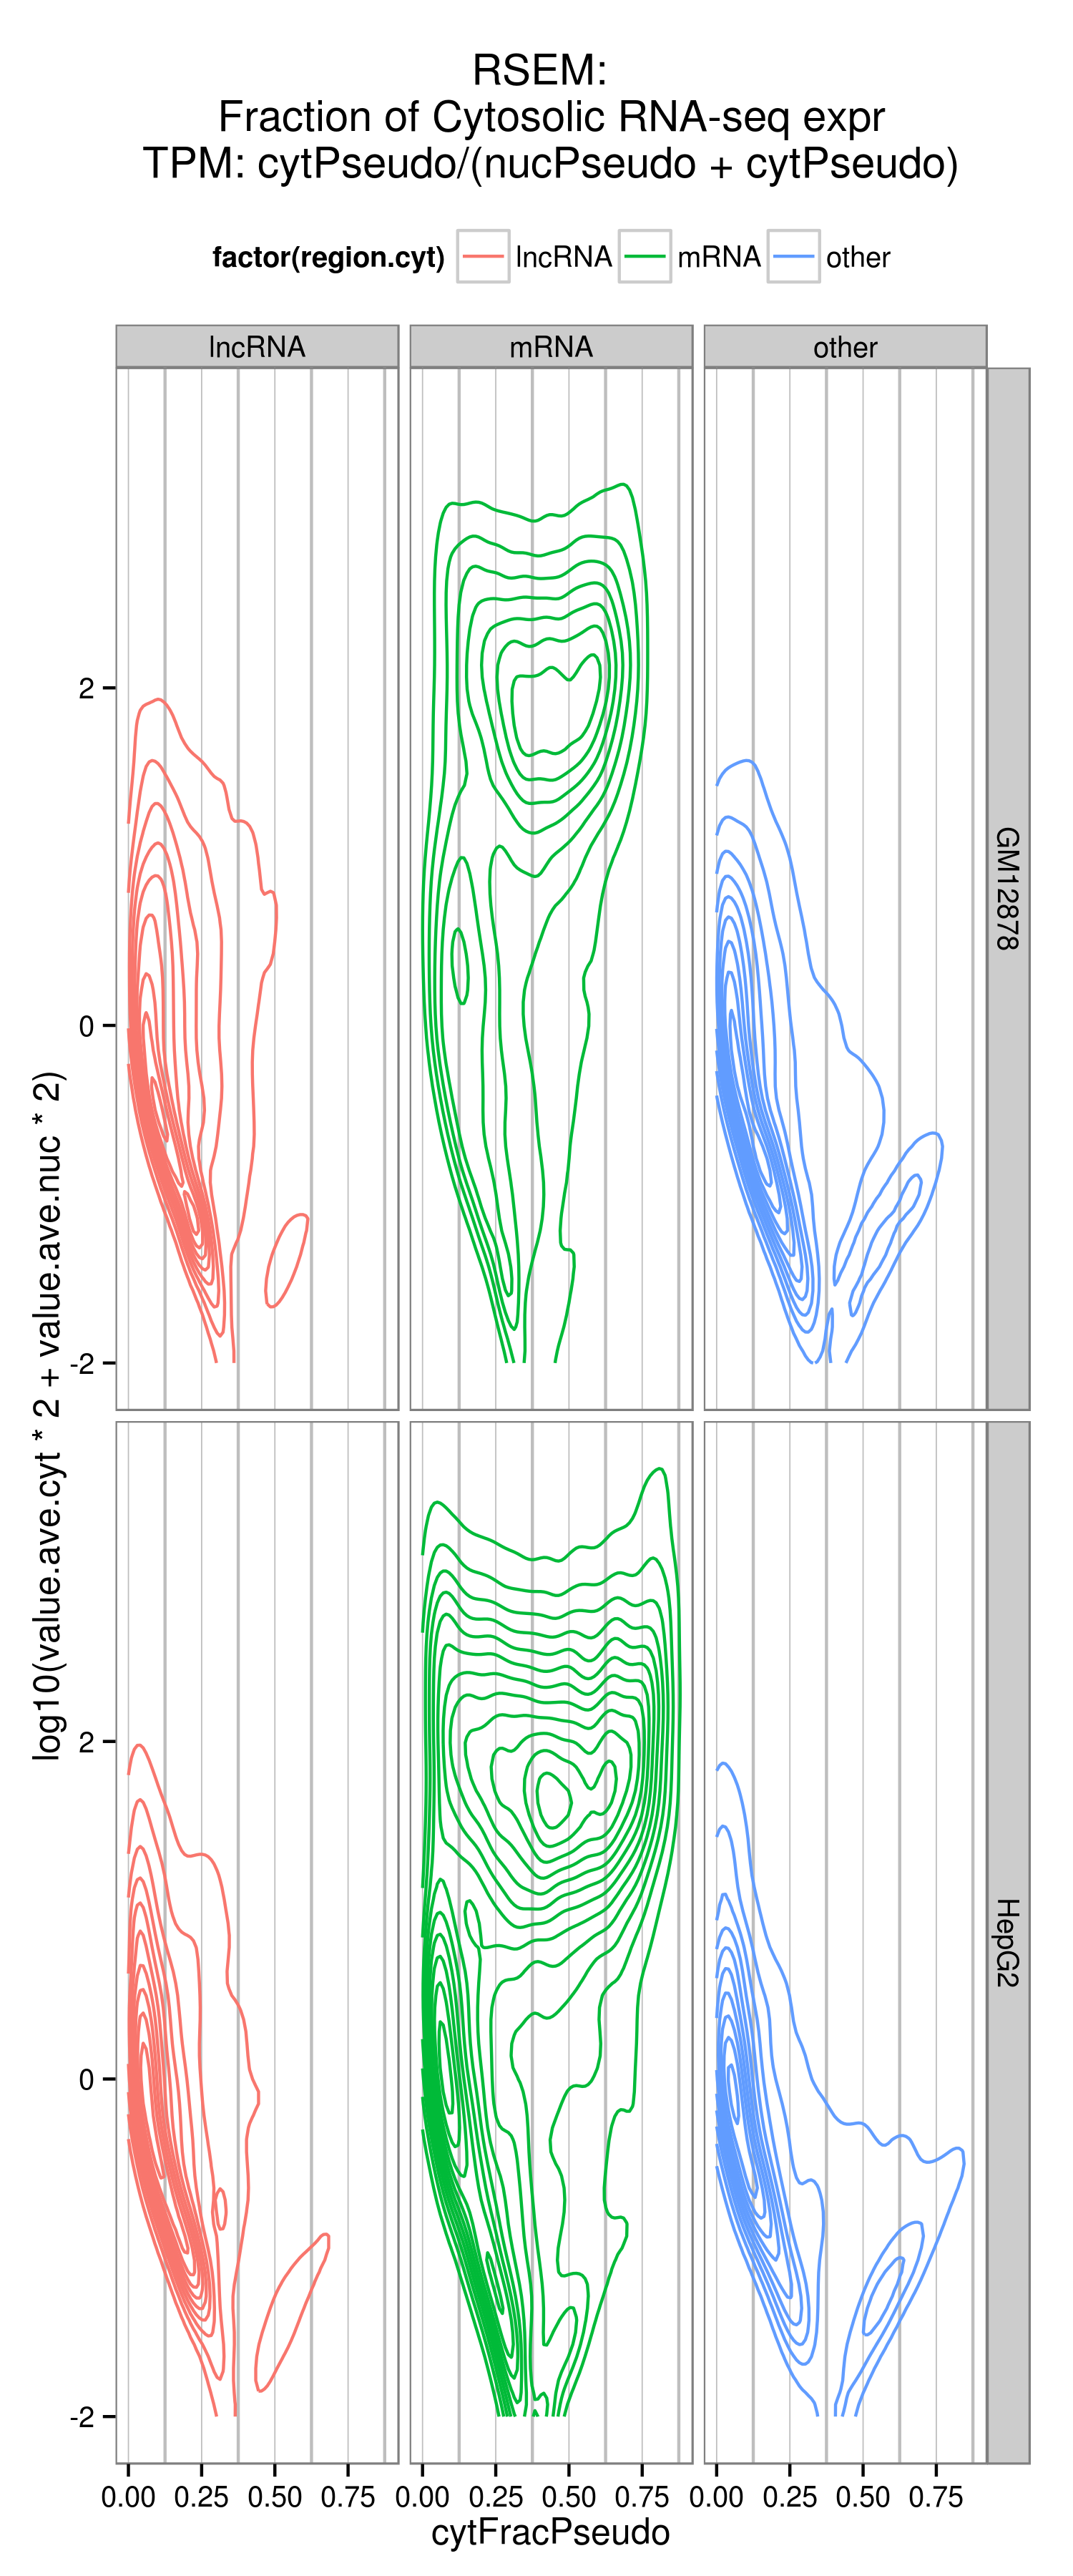 RSEM:
Fraction of Cytosolic RNA-seq expr
TPM: cytPseudo/(nucPseudo + cytPseudo)
factor(region.cyt) lncRNA mRNA other
lncRNA mRNA other
GM12878
2
0
-2
log10(value.ave.cyt * 2 + value.ave.nuc * 2)
HepG2
2
0
-2
0.00 0.25 0.50 0.75 0.00 0.25 0.50 0.75 0.00 0.25 0.50 0.75
cytFracPseudo